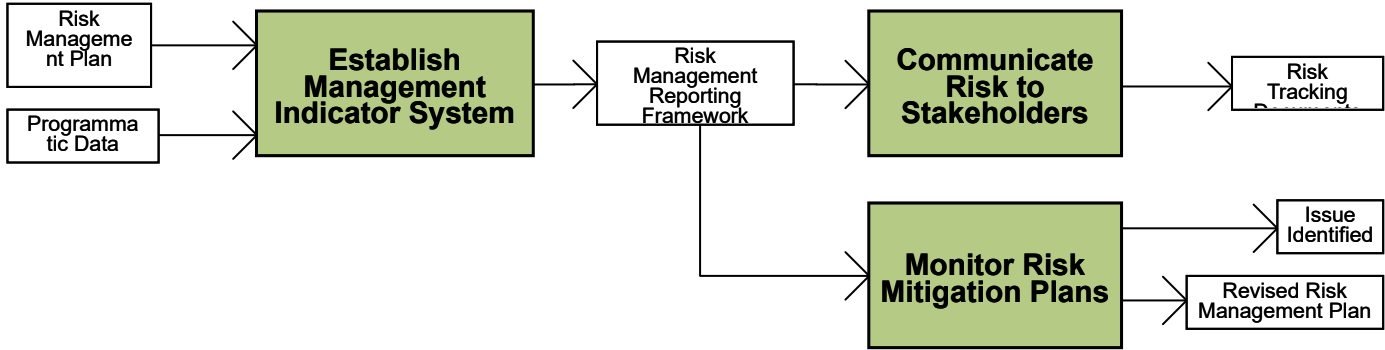 Risk
Manageme
nt Plan
Programma
tic Data
Establish
Management
Indicator System
Risk
Management
Reporting
Framework
Communicate
Risk to
Stakeholders
Risk
Tracking
Monitor Risk
Mitigation Plans
Issue
Identified
Revised Risk
Management Plan